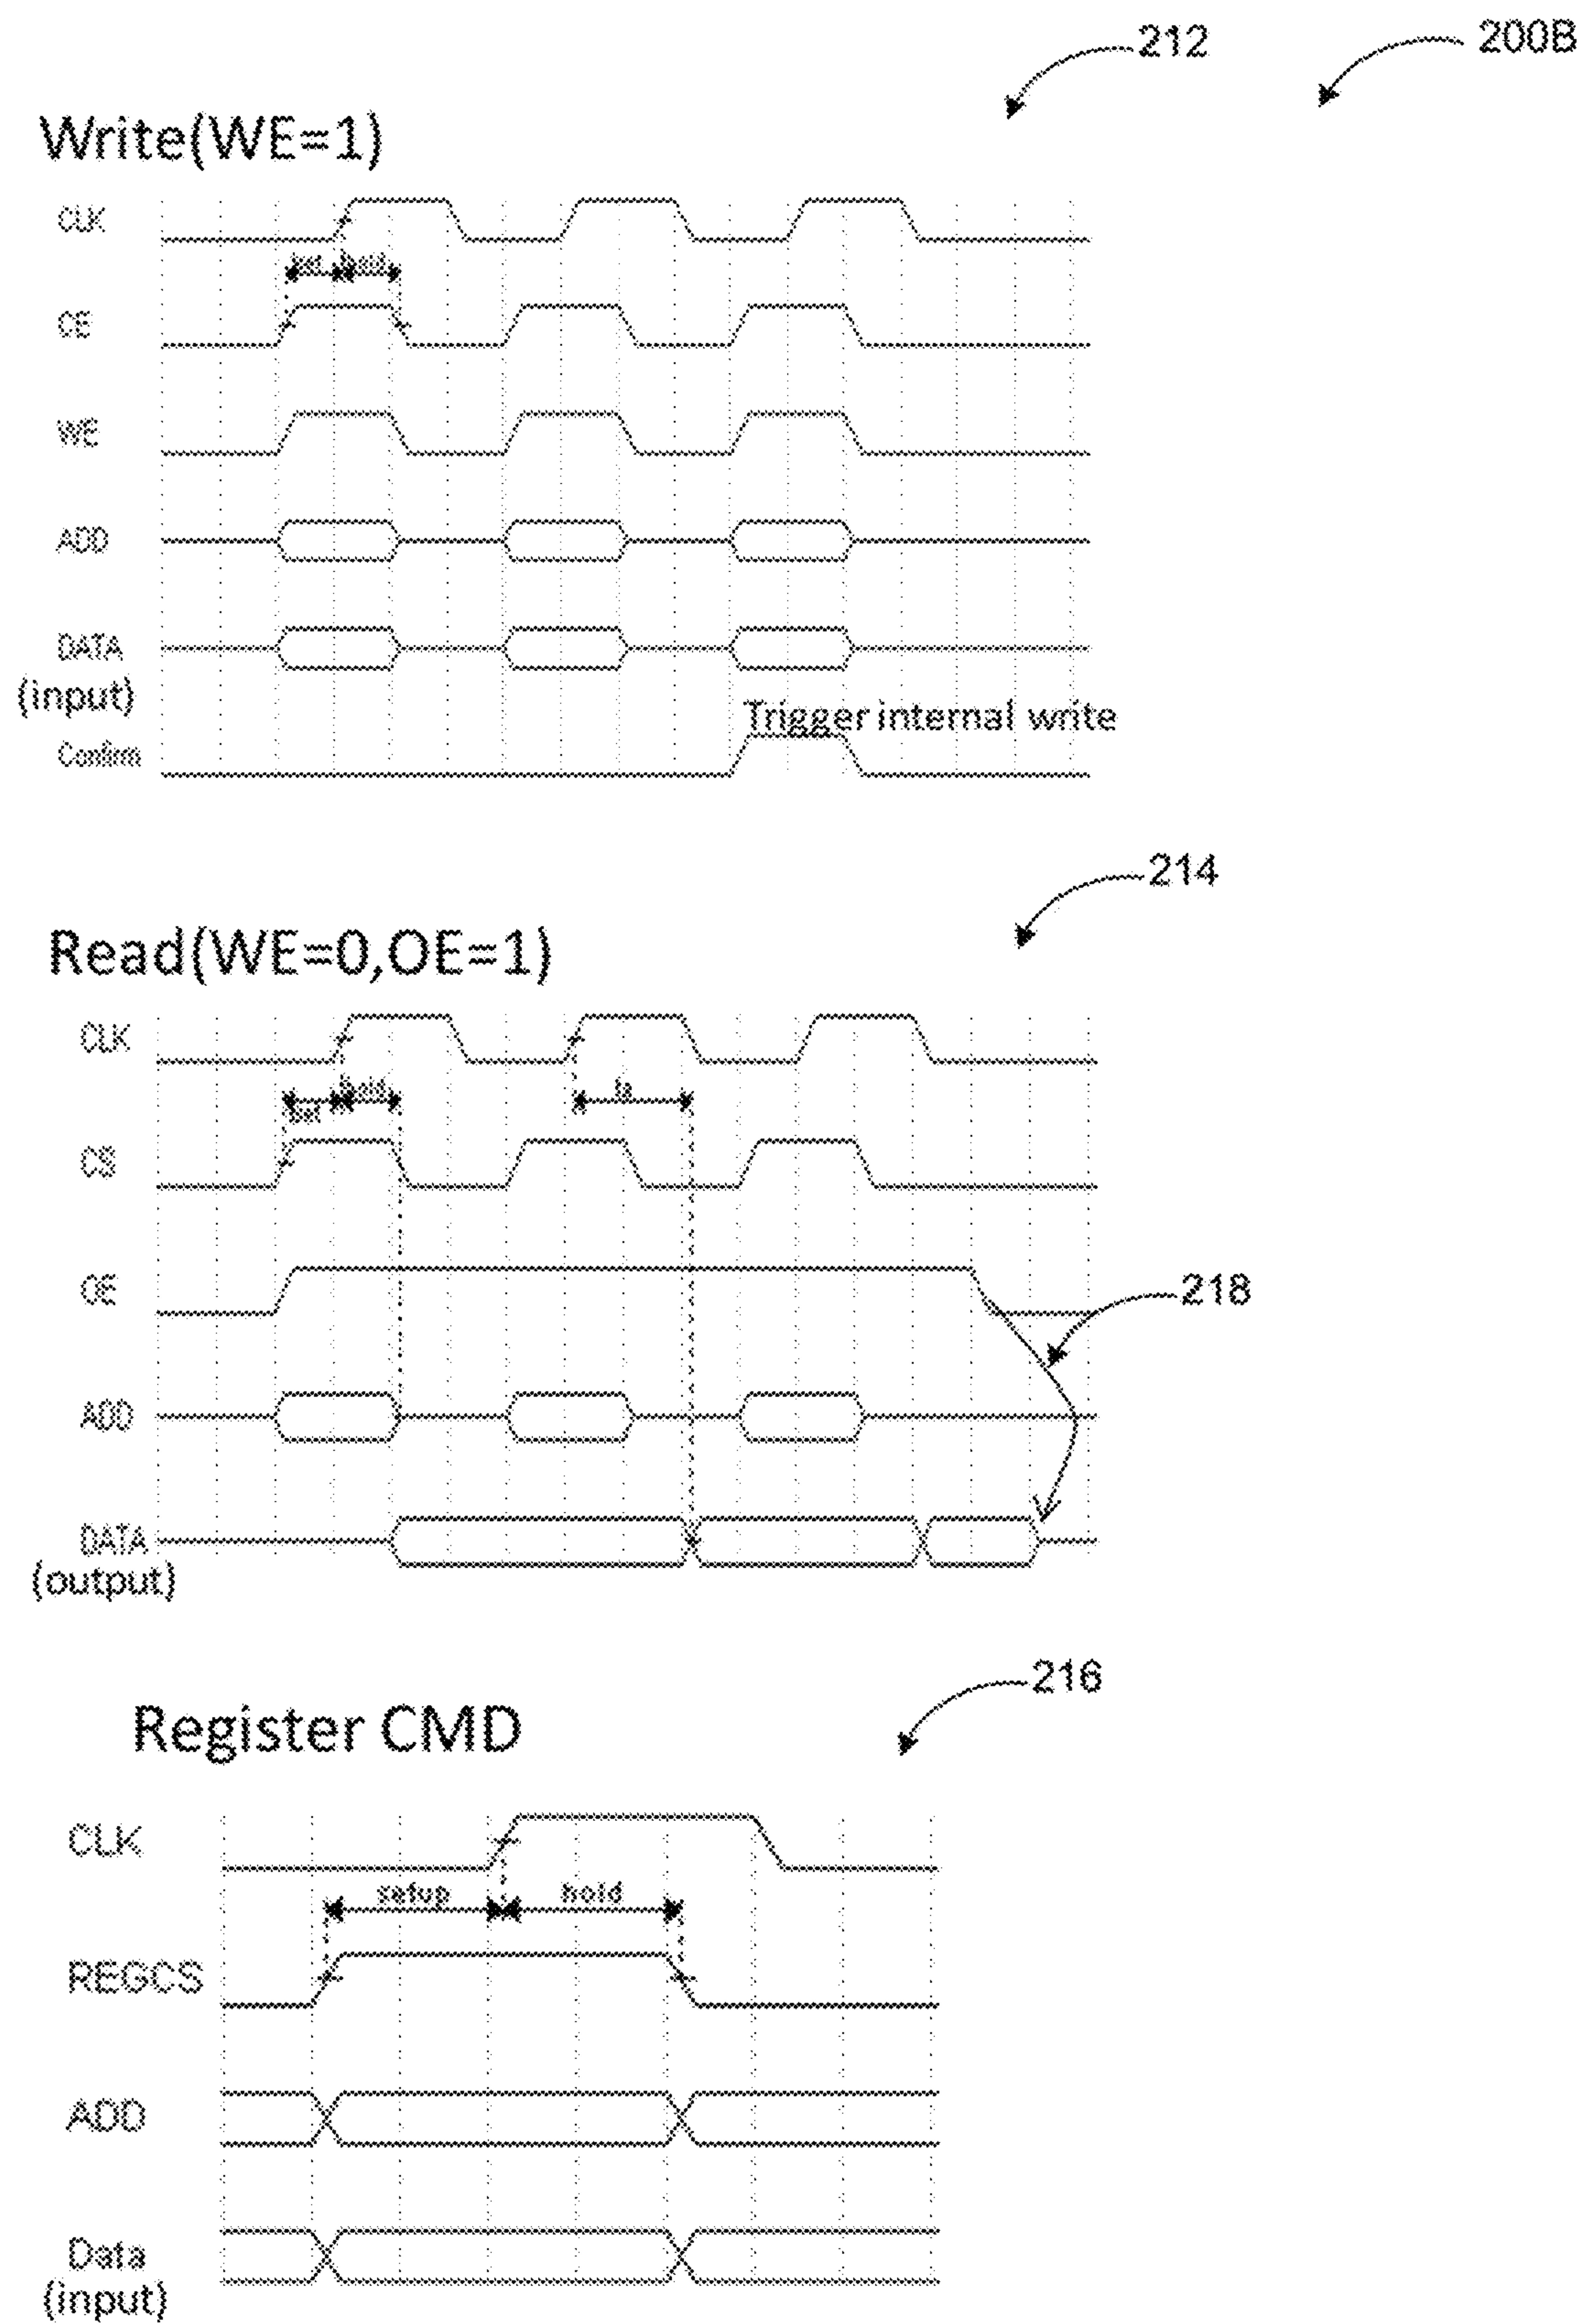 212
200B
Write(WE=1)
CLK
set hold
CE
WE
ADD
DATA
(input)
Trigger internal write
Confirm
214
Read(WE=0,OE=1)
CLK
hold
set
CS
OE
218
ADD
DATA
(output)
216
Register CMD
CLK
setup hold
REGCS
ADD
Data
(input)